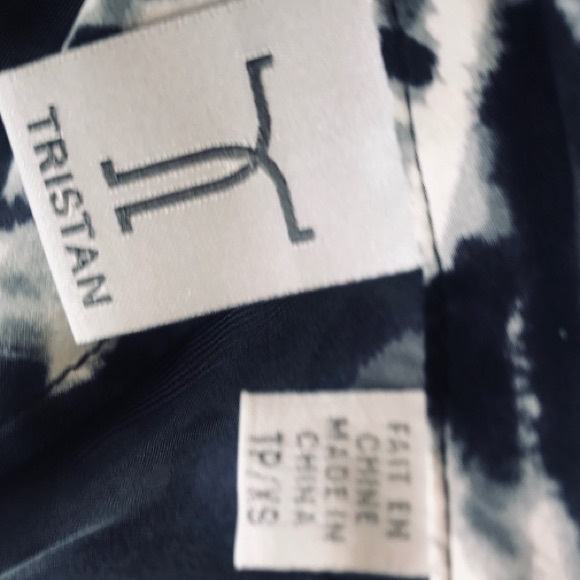 TRISTAN
FAIT EN
CHINE
MADE IN
CHINA
TP/XS